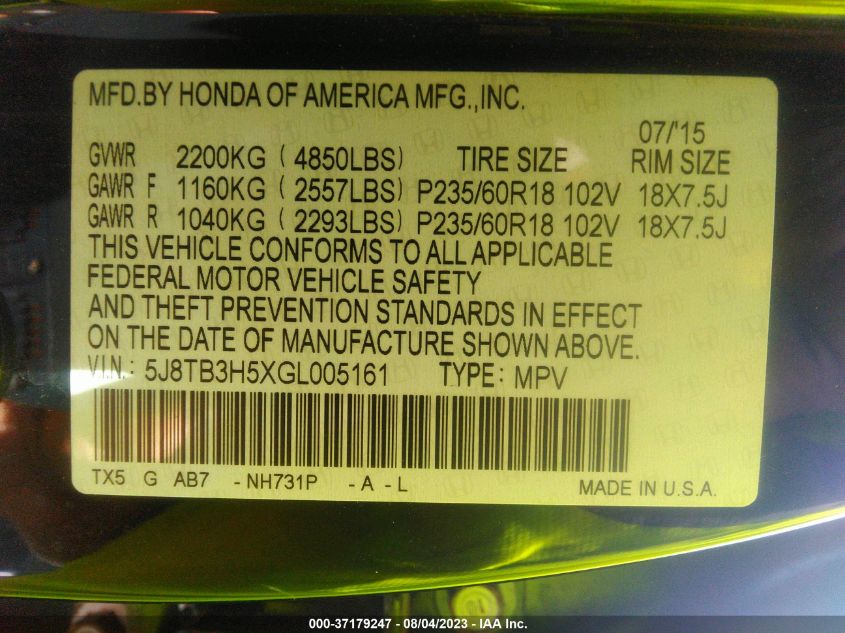 MFD.BY HONDA OF AMERICA MFG.,INC.
07/'15
GVWR 2200KG ( 4850LBS) TIRE SIZE RIM SIZE
GAWR F 1160KG ( 2557LBS) P235/60R18 102V 18X7.5J
GAWR R 1040KG ( 2293LBS) P235/60R18 102V 18X7.5J
THIS VEHICLE CONFORMS TO ALL APPLICABLE
FEDERAL MOTOR VEHICLE SAFETY
AND THEFT PREVENTION STANDARDS IN EFFECT
ON THE DATE OF MANUFACTURE SHOWN ABOVE.
V.I.N.: 5J8TB3H5XGL005161 TYPE: MPV
TX5 G AB7 -NH731P -A -L MADE IN U.S.A.
000-37179247 - 08/04/2023 - IAA Inc.